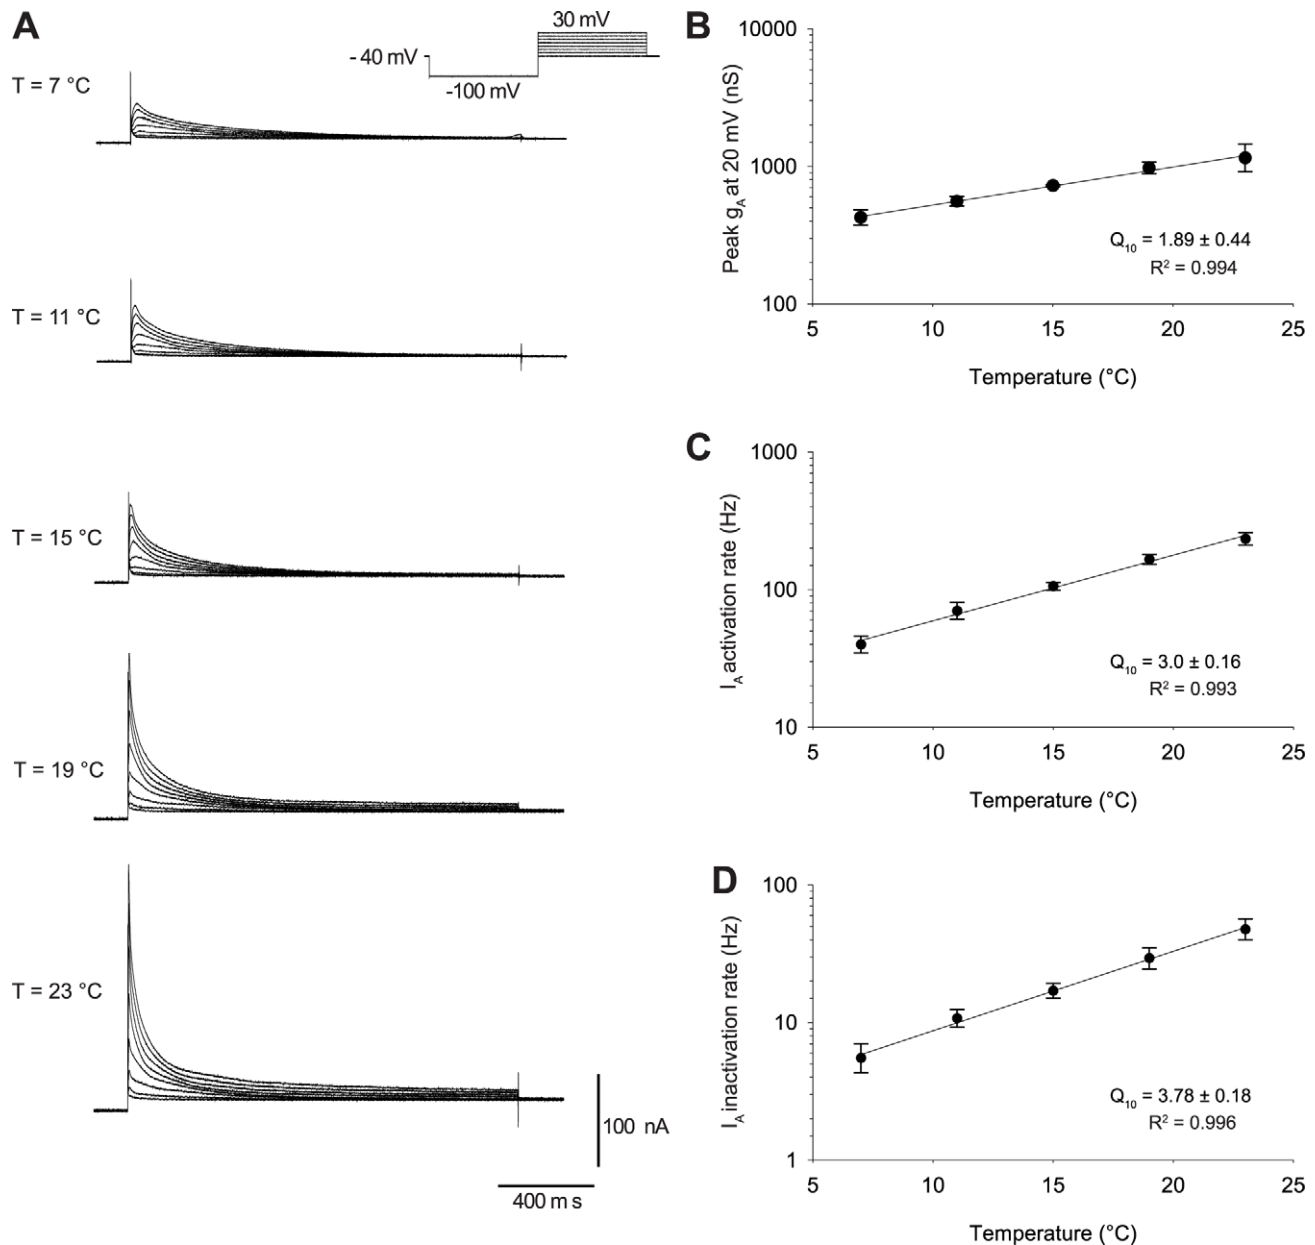 A
30 mV
- 40 mV
-100 mV
T = 7 °C
T = 11 °C
T = 15 °C
T = 19 °C
T = 23 °C
100 nA
400 m s
B
10000
1000
100
Peak gA at 20 mV (nS)
Q10 = 1.89 ± 0.44
R² = 0.994
5 10 15 20 25
Temperature (°C)
C
1000
100
10
IA activation rate (Hz)
Q10 = 3.0 ± 0.16
R² = 0.993
5 10 15 20 25
Temperature (°C)
D
100
10
1
IA inactivation rate (Hz)
Q10 = 3.78 ± 0.18
R² = 0.996
5 10 15 20 25
Temperature (°C)